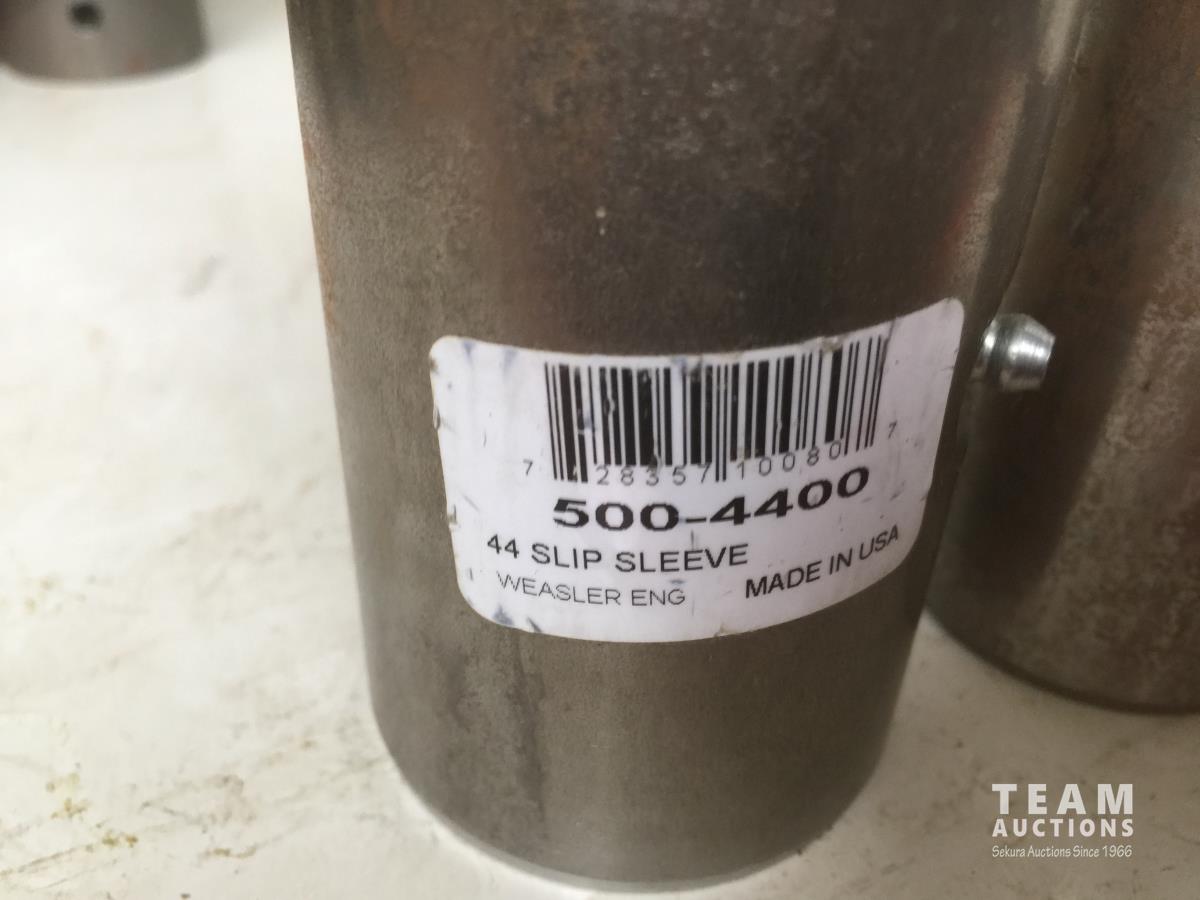 7 28357 10080 7
500-4400
44 SLIP SLEEVE
WEASLER ENG MADE IN USA
TEAM
AUCTIONS
Sekura Auctions Since 1966